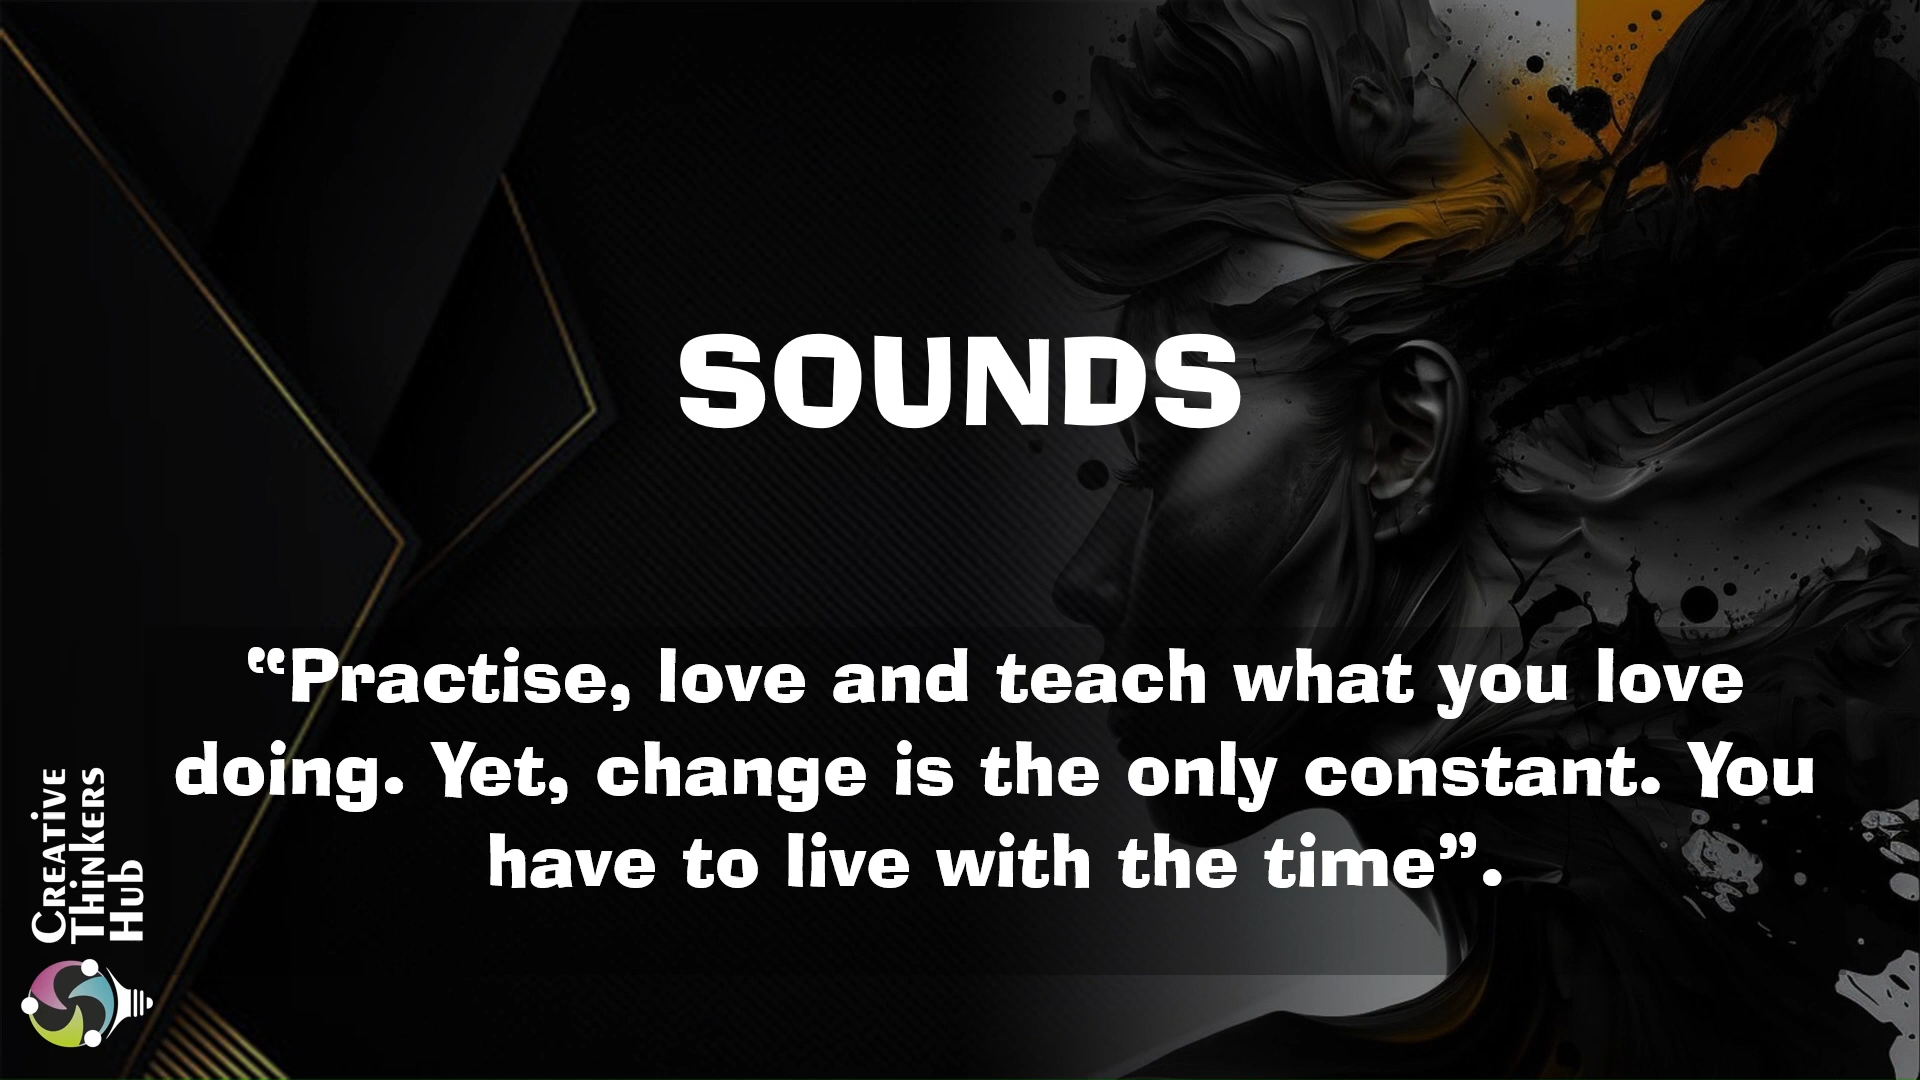 SOUNDS
“Practise, love and teach what you love
doing. Yet, change is the only constant. You
have to live with the time”.
CREATIVE
THINKERS
HUB